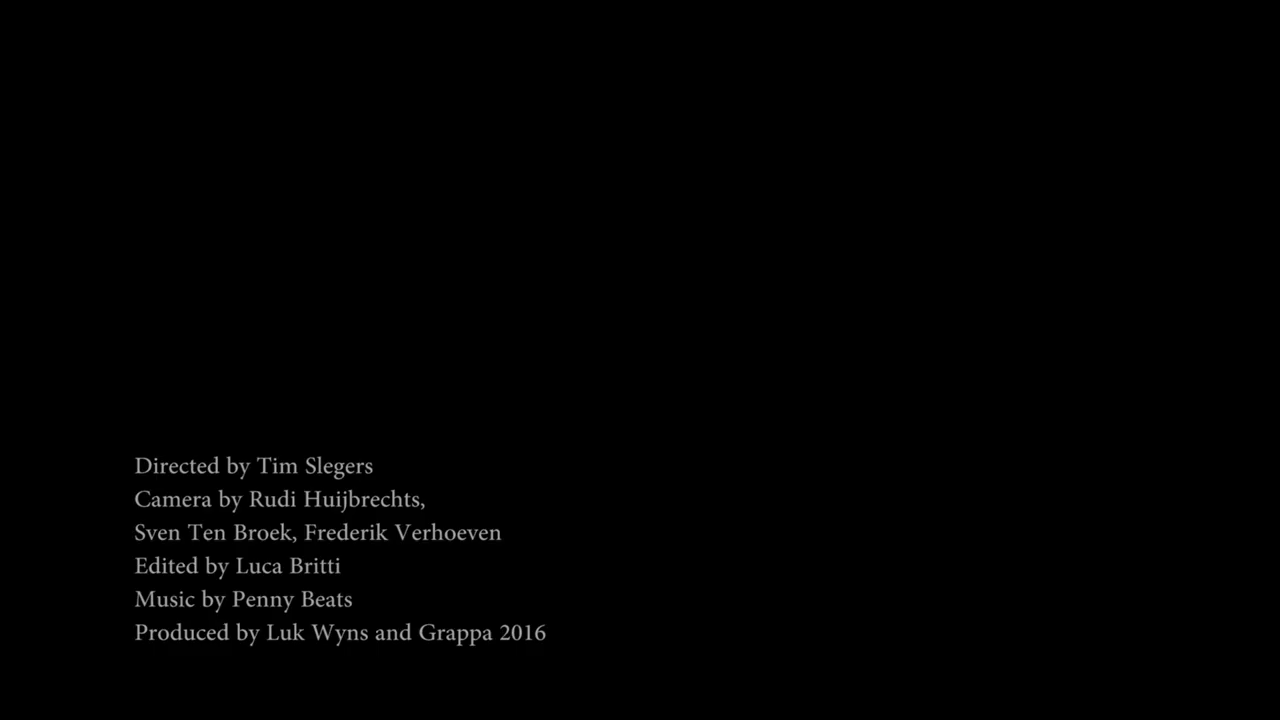 Directed by Tim Slegers
Camera by Rudi Huijbrechts,
Sven Ten Broek, Frederik Verhoeven
Edited by Luca Britti
Music by Penny Beats
Produced by Luk Wyns and Grappa 2016